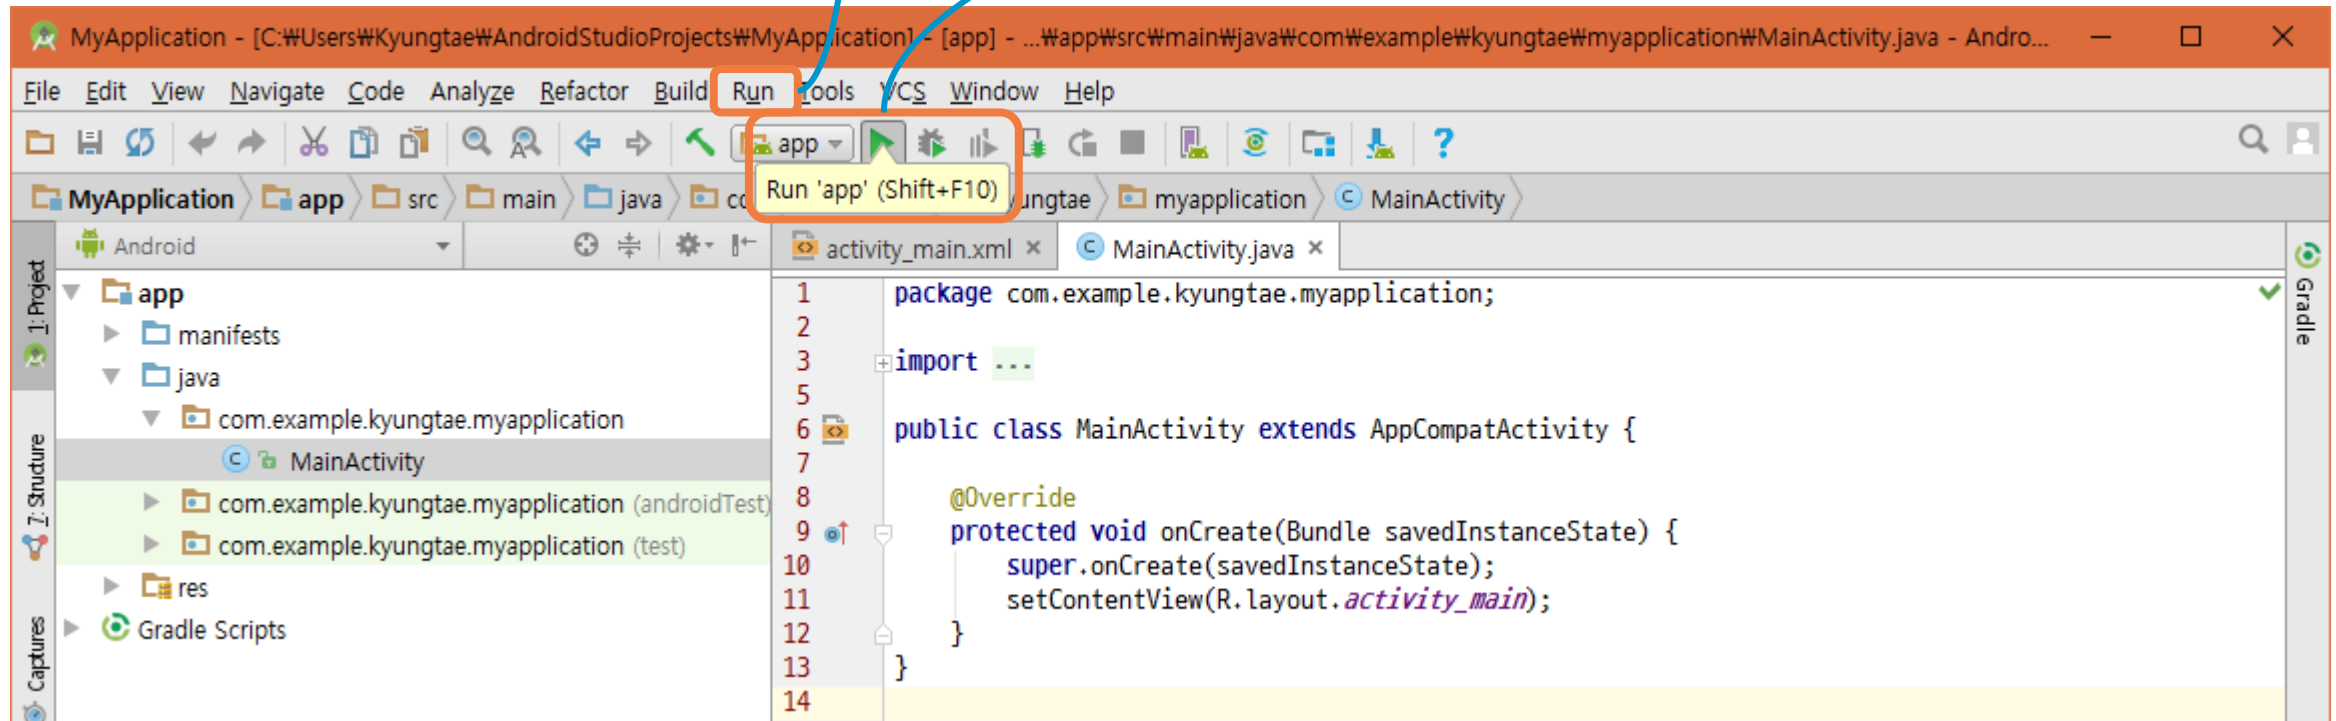 MyApplication - [C:₩Users₩Kyungtae₩AndroidStudioProjects₩MyApplication] - [app] - ...₩app₩src₩main₩java₩com₩example₩kyungtae₩myapplication₩MainActivity.java - Andro...
File Edit View Navigate Code Analyze Refactor Build Run Tools VCS Window Help
app
Run 'app' (Shift+F10)
MyApplication app src main java co ungtae myapplication MainActivity
Android
activity_main.xml MainActivity.java
1: Project
7: Structure
Captures
app
manifests
java
com.example.kyungtae.myapplication
MainActivity
com.example.kyungtae.myapplication (androidTest)
com.example.kyungtae.myapplication (test)
res
Gradle Scripts
1 package com.example.kyungtae.myapplication;
2
3 import ...
5
6 public class MainActivity extends AppCompatActivity {
7
8 @Override
9 protected void onCreate(Bundle savedInstanceState) {
10 super.onCreate(savedInstanceState);
11 setContentView(R.layout.activity_main);
12 }
13 }
14
Gradle